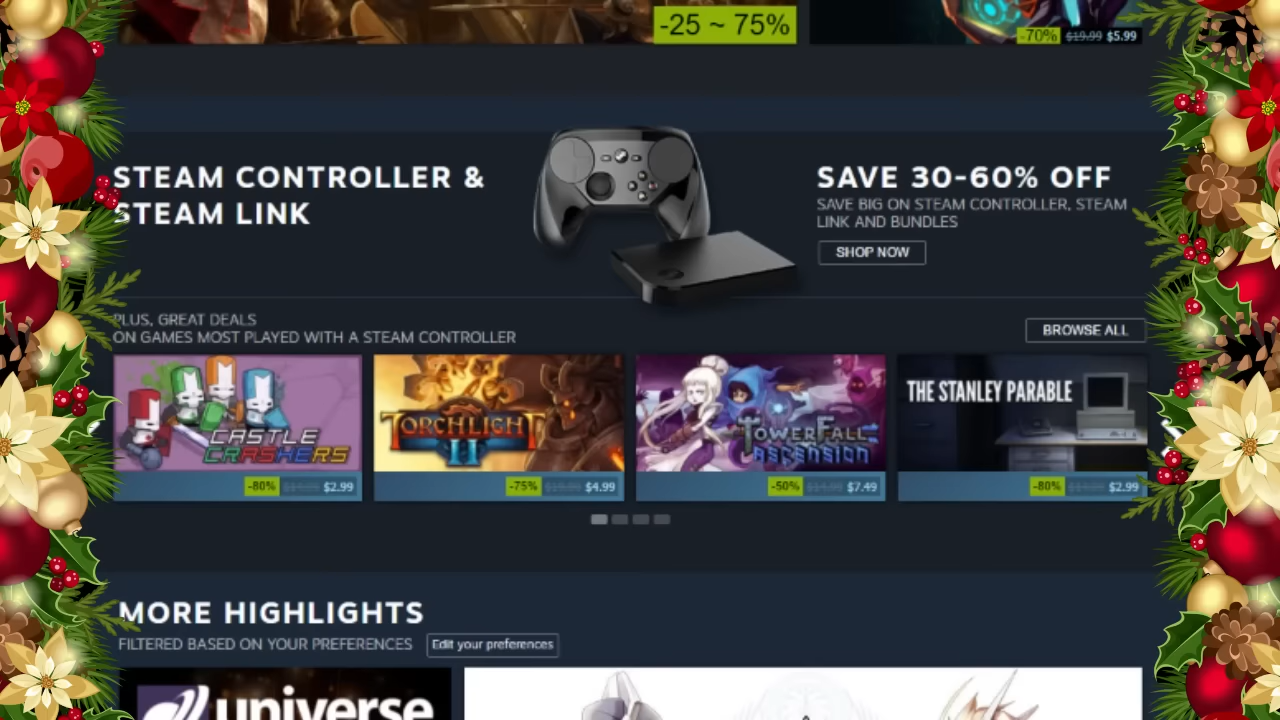 -25 ~ 75%
-70% $19.99 $5.99
STEAM CONTROLLER &
STEAM LINK
SAVE 30-60% OFF
SAVE BIG ON STEAM CONTROLLER, STEAM
LINK AND BUNDLES
SHOP NOW
PLUS, GREAT DEALS
ON GAMES MOST PLAYED WITH A STEAM CONTROLLER
BROWSE ALL
CASTLE
CRASHERS
TORCHLIGHT
II
TOWERFALL
ASCENSION
THE STANLEY PARABLE
-80% $2.99
-75% $4.99
-50% $7.49
-80% $2.99
MORE HIGHLIGHTS
FILTERED BASED ON YOUR PREFERENCES
Edit your preferences
universe